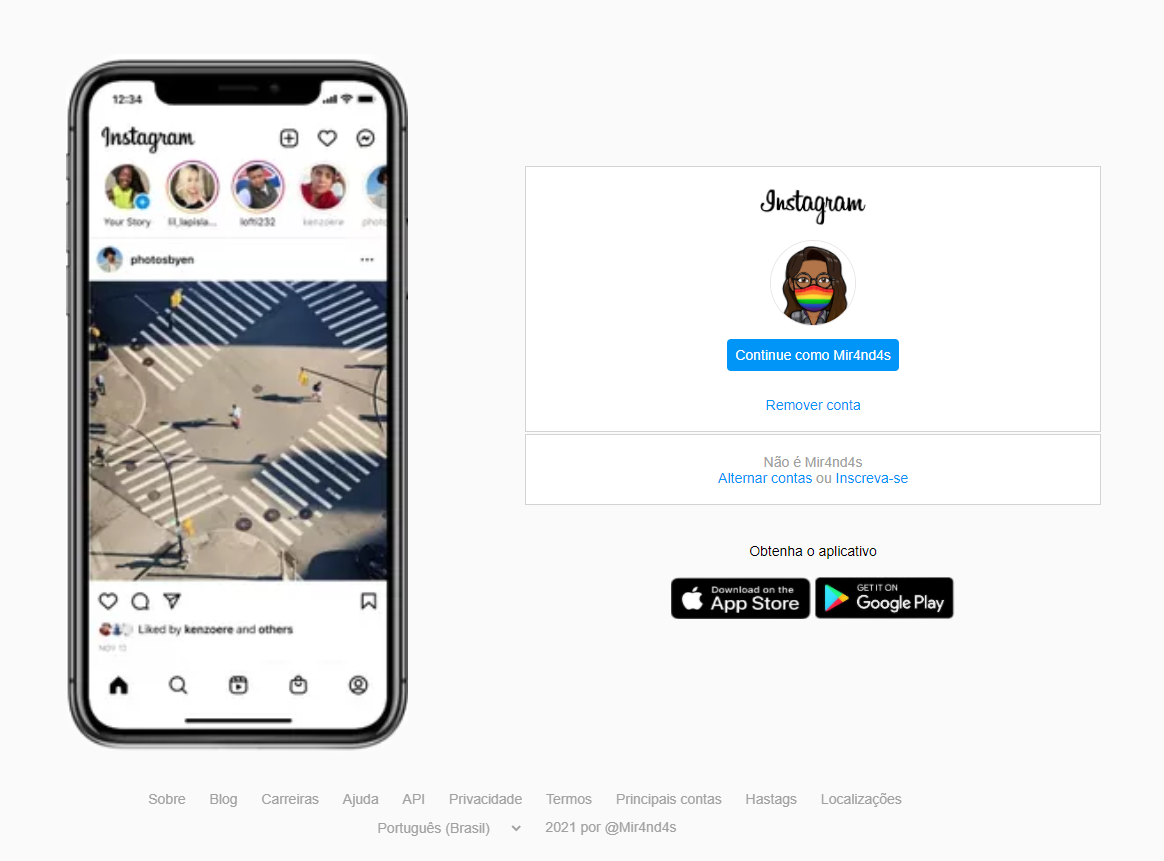 12:34
Instagram
Your Story
lil_lapisla...
lofti232
kenzoere
photosbyen
Liked by kenzoere and others
NOV 13
Instagram
Continue como Mir4nd4s
Remover conta
Não é Mir4nd4s
Alternar contas ou Inscreva-se
Obtenha o aplicativo
Download on the
App Store
GET IT ON
Google Play
Sobre Blog Carreiras Ajuda API Privacidade Termos Principais contas Hastags Localizações
Português (Brasil) 2021 por @Mir4nd4s